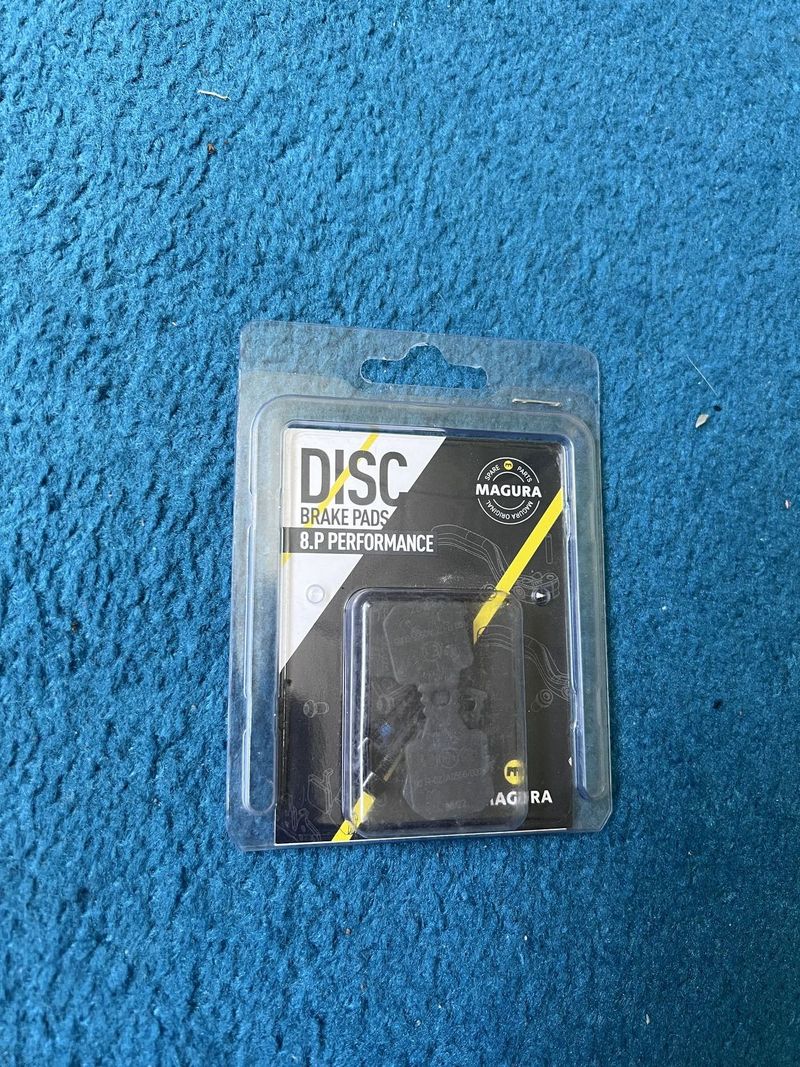 DISC
BRAKE PADS
8.P PERFORMANCE
SPARE PARTS
MAGURA
MAGURA ORIGINAL
MAGURA